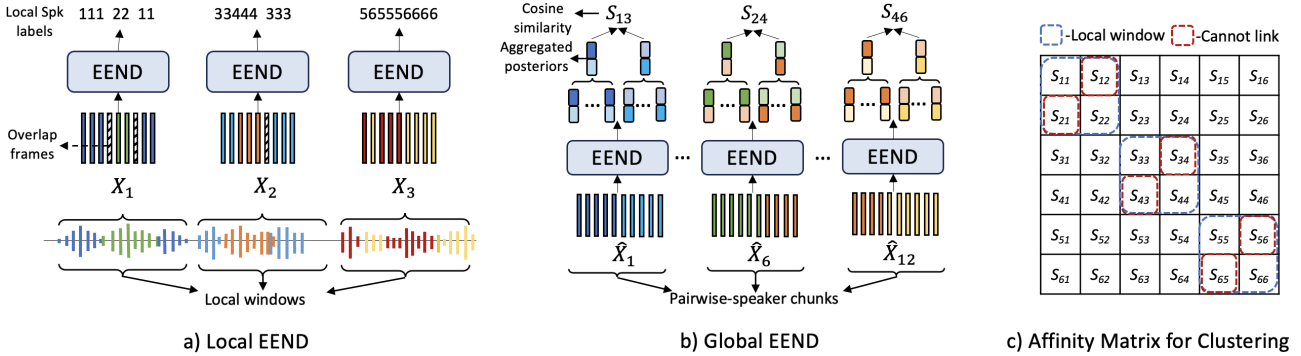 Local Spk labels
111 22 11
33444 333
565556666
EEND
EEND
EEND
Overlap frames
X1
X2
X3
Local windows
a) Local EEND
Cosine similarity
S13
S24
S46
Aggregated posteriors
...
...
...
...
...
...
EEND
...
EEND
...
EEND
X̂1
X̂6
X̂12
Pairwise-speaker chunks
b) Global EEND
-Local window
-Cannot link
S11 S12 S13 S14 S15 S16
S21 S22 S23 S24 S25 S26
S31 S32 S33 S34 S35 S36
S41 S42 S43 S44 S45 S46
S51 S52 S53 S54 S55 S56
S61 S62 S63 S64 S65 S66
c) Affinity Matrix for Clustering